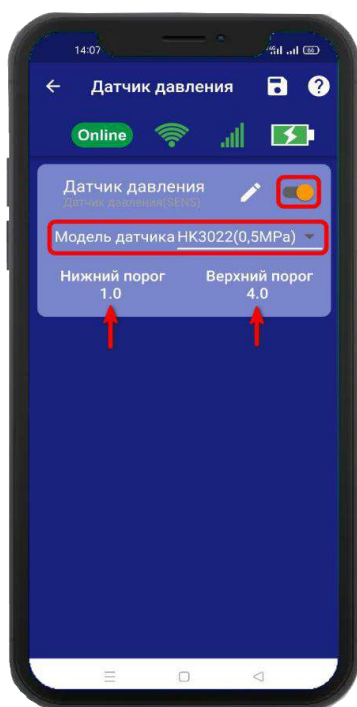 14:07
Датчик давления
Online
Датчик давления
Датчик давления(SENS)
Модель датчика HK3022(0,5MPa)
Нижний порог Верхний порог
1.0 4.0